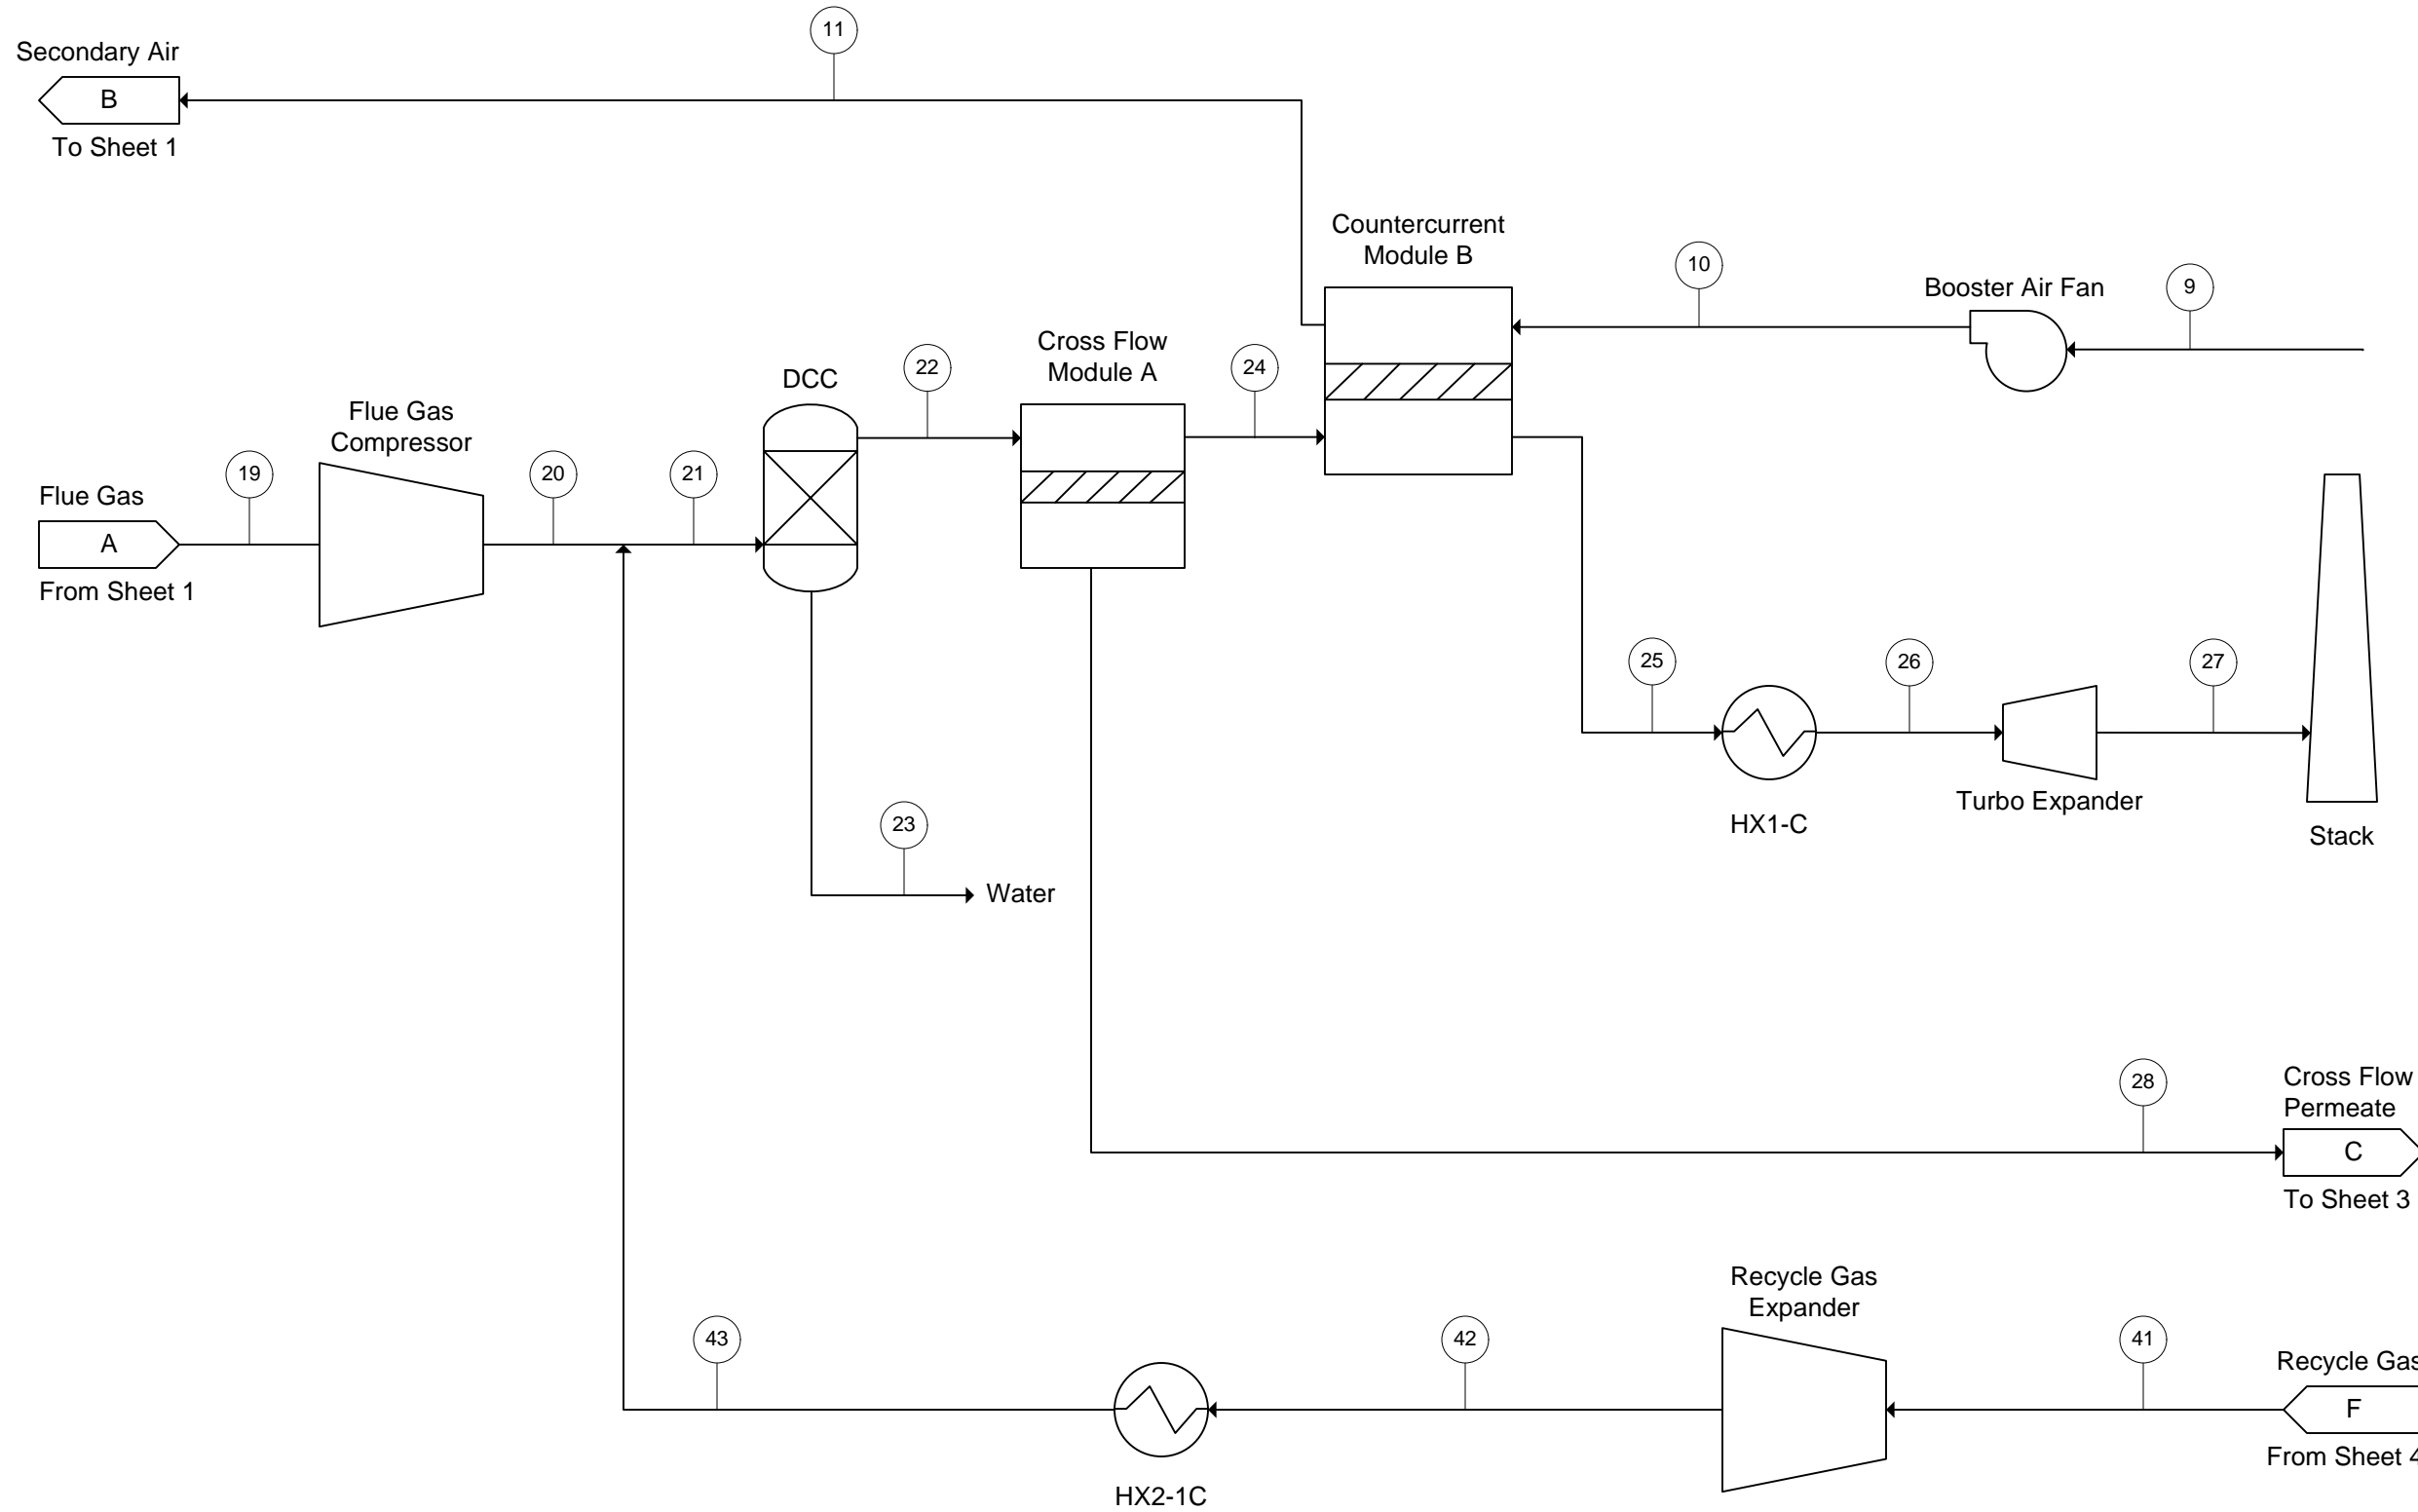 11
Secondary Air
B
To Sheet 1
Countercurrent
Module B
10
Booster Air Fan
9
Cross Flow
Module A
24
22
DCC
Flue Gas
Compressor
19
20
21
Flue Gas
A
From Sheet 1
25
26
27
HX1-C
Turbo Expander
Stack
23
Water
28
Cross Flow
Permeate
C
To Sheet 3
Recycle Gas
Expander
43
42
41
Recycle Gas
F
From Sheet 4
HX2-1C